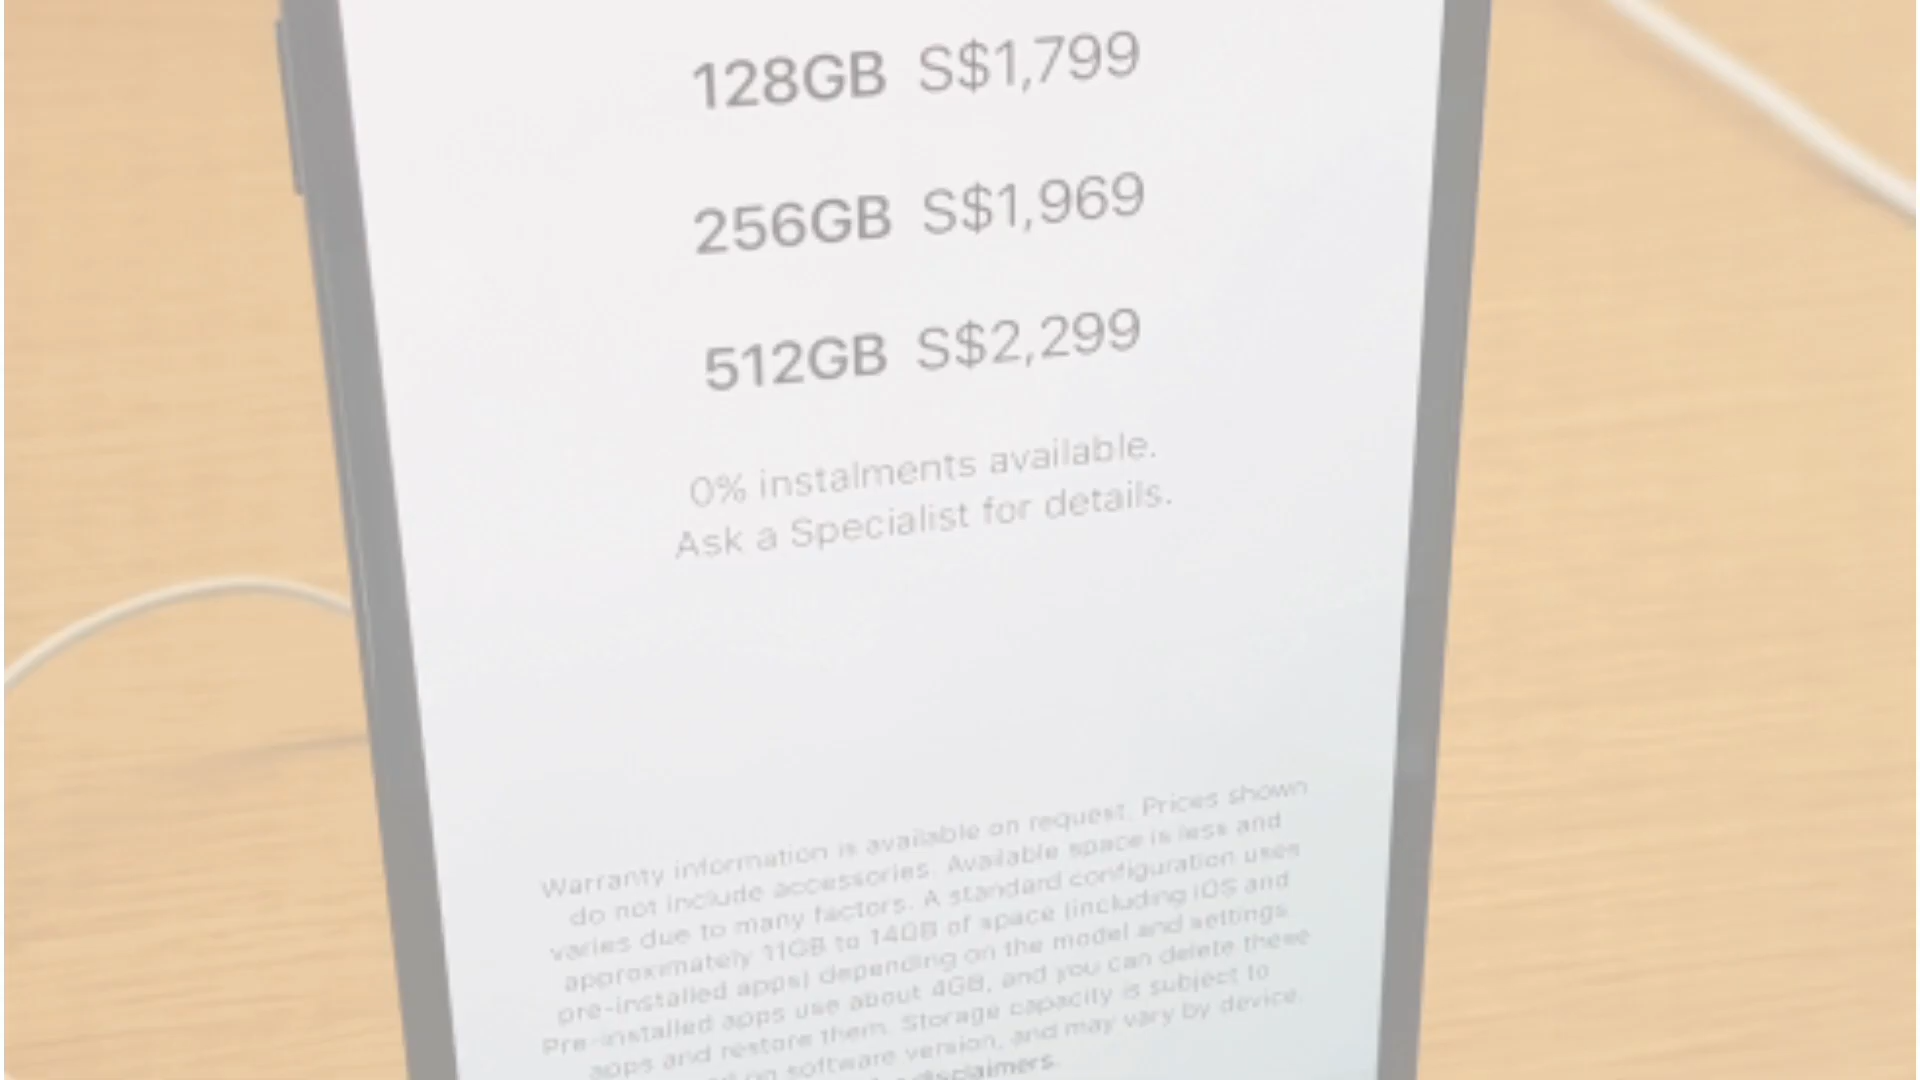 128GB S$1,799
256GB S$1,969
512GB S$2,299
0% instalments available.
Ask a Specialist for details.
Warranty information is available on request. Prices shown
do not include accessories. Available space is less and
varies due to many factors. A standard configuration uses
approximately 11GB to 14GB of space (including iOS and
pre-installed apps) depending on the model and settings.
Pre-installed apps use about 4GB, and you can delete these
apps and restore them. Storage capacity is subject to
software version, and may vary by device.
disclaimers.